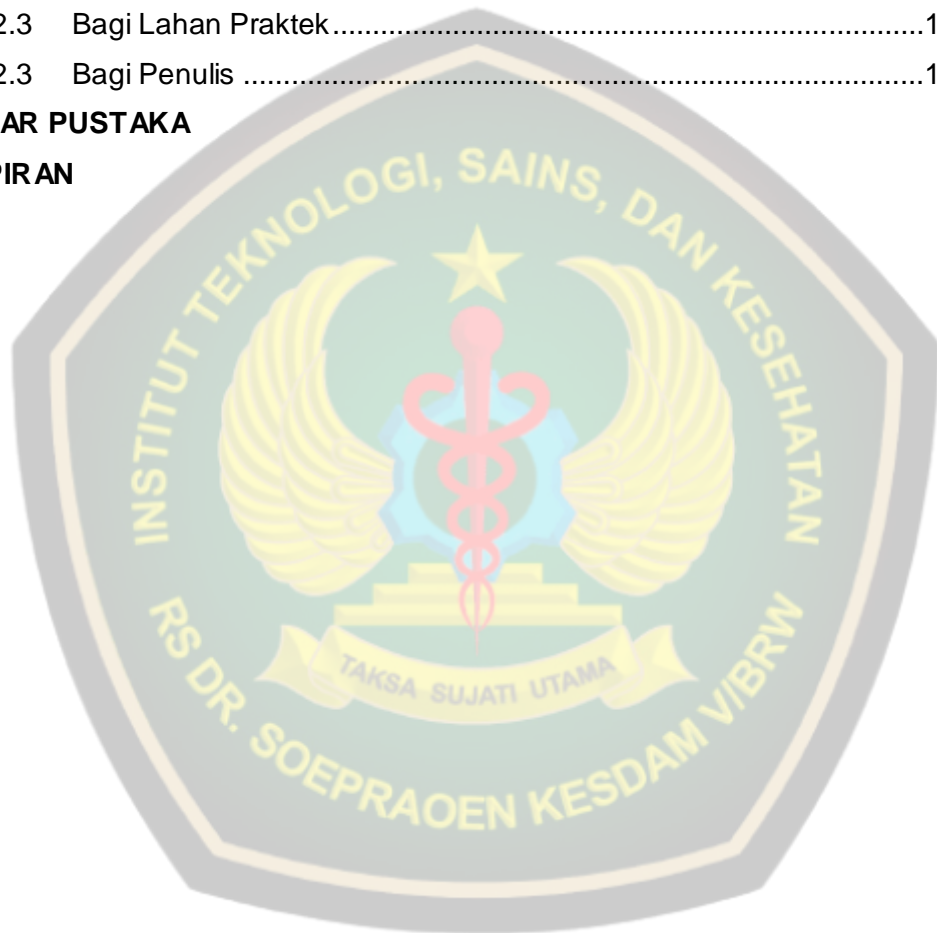 2.3 Bagi Lahan Praktek.........................................................................1
2.3 Bagi Penulis ....................................................................................1
AR PUSTAKA
PIRAN
INSTITUT TEKNOLOGI, SAINS, DAN KESEHATAN
TAKSA SUJATI UTAMA
RS DR. SOEPRAOEN KESDAM V/BRW